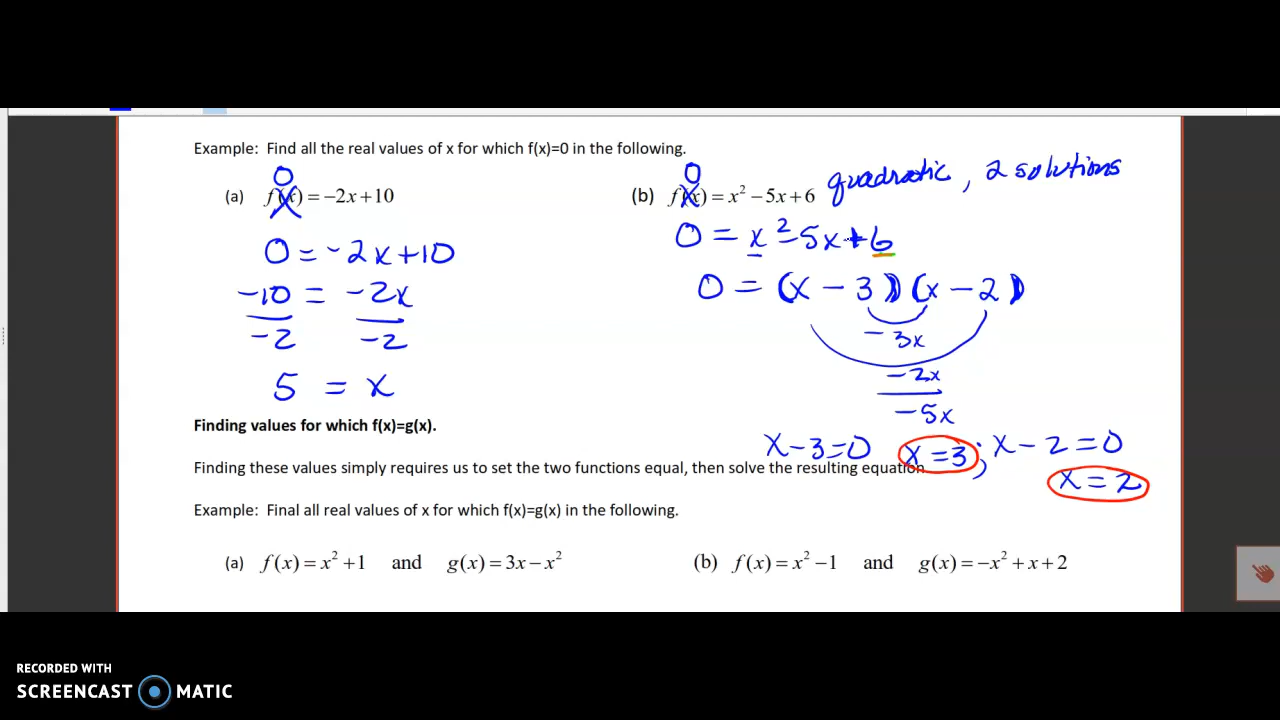 Example: Find all the real values of x for which f(x)=0 in the following.
0
(a) f(x) = −2x + 10
0 = -2x+10
-10 = -2x
-2 -2
5 = x
0
(b) f(x) = x² − 5x + 6 quadratic, 2 solutions
0 = x² -5x+6
0 = (x - 3) (x - 2)
-3x
-2x
-5x
x-3=0 x=3 ; x-2=0
x=2
Finding values for which f(x)=g(x).
Finding these values simply requires us to set the two functions equal, then solve the resulting equation.
Example: Final all real values of x for which f(x)=g(x) in the following.
(a) f(x) = x² + 1 and g(x) = 3x − x²
(b) f(x) = x² − 1 and g(x) = −x² + x + 2
RECORDED WITH
SCREENCAST MATIC